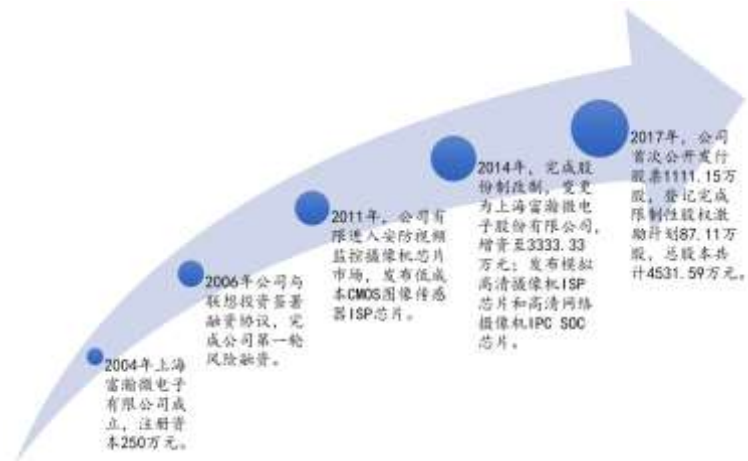 2004年上海
富瀚微电子
有限公司成
立，注册资
本250万元。
2006年公司与
联想投资签署
融资协议，完
成公司第一轮
风险融资。
2011年，公司有
限进入安防视频
监控摄像机芯片
市场，发布低成
本CMOS图像传感
器ISP芯片。
2014年，完成股
份制改制，变更
为上海富瀚微电
子股份有限公司，
增资至3333.33
万元；发布模拟
高清摄像机ISP
芯片和高清网络
摄像机IPC SOC
芯片。
2017年，公司
首次公开发行
股票1111.15万
股，登记完成
限制性股权激
励计划87.11万
股，总股本共
计4531.59万元。